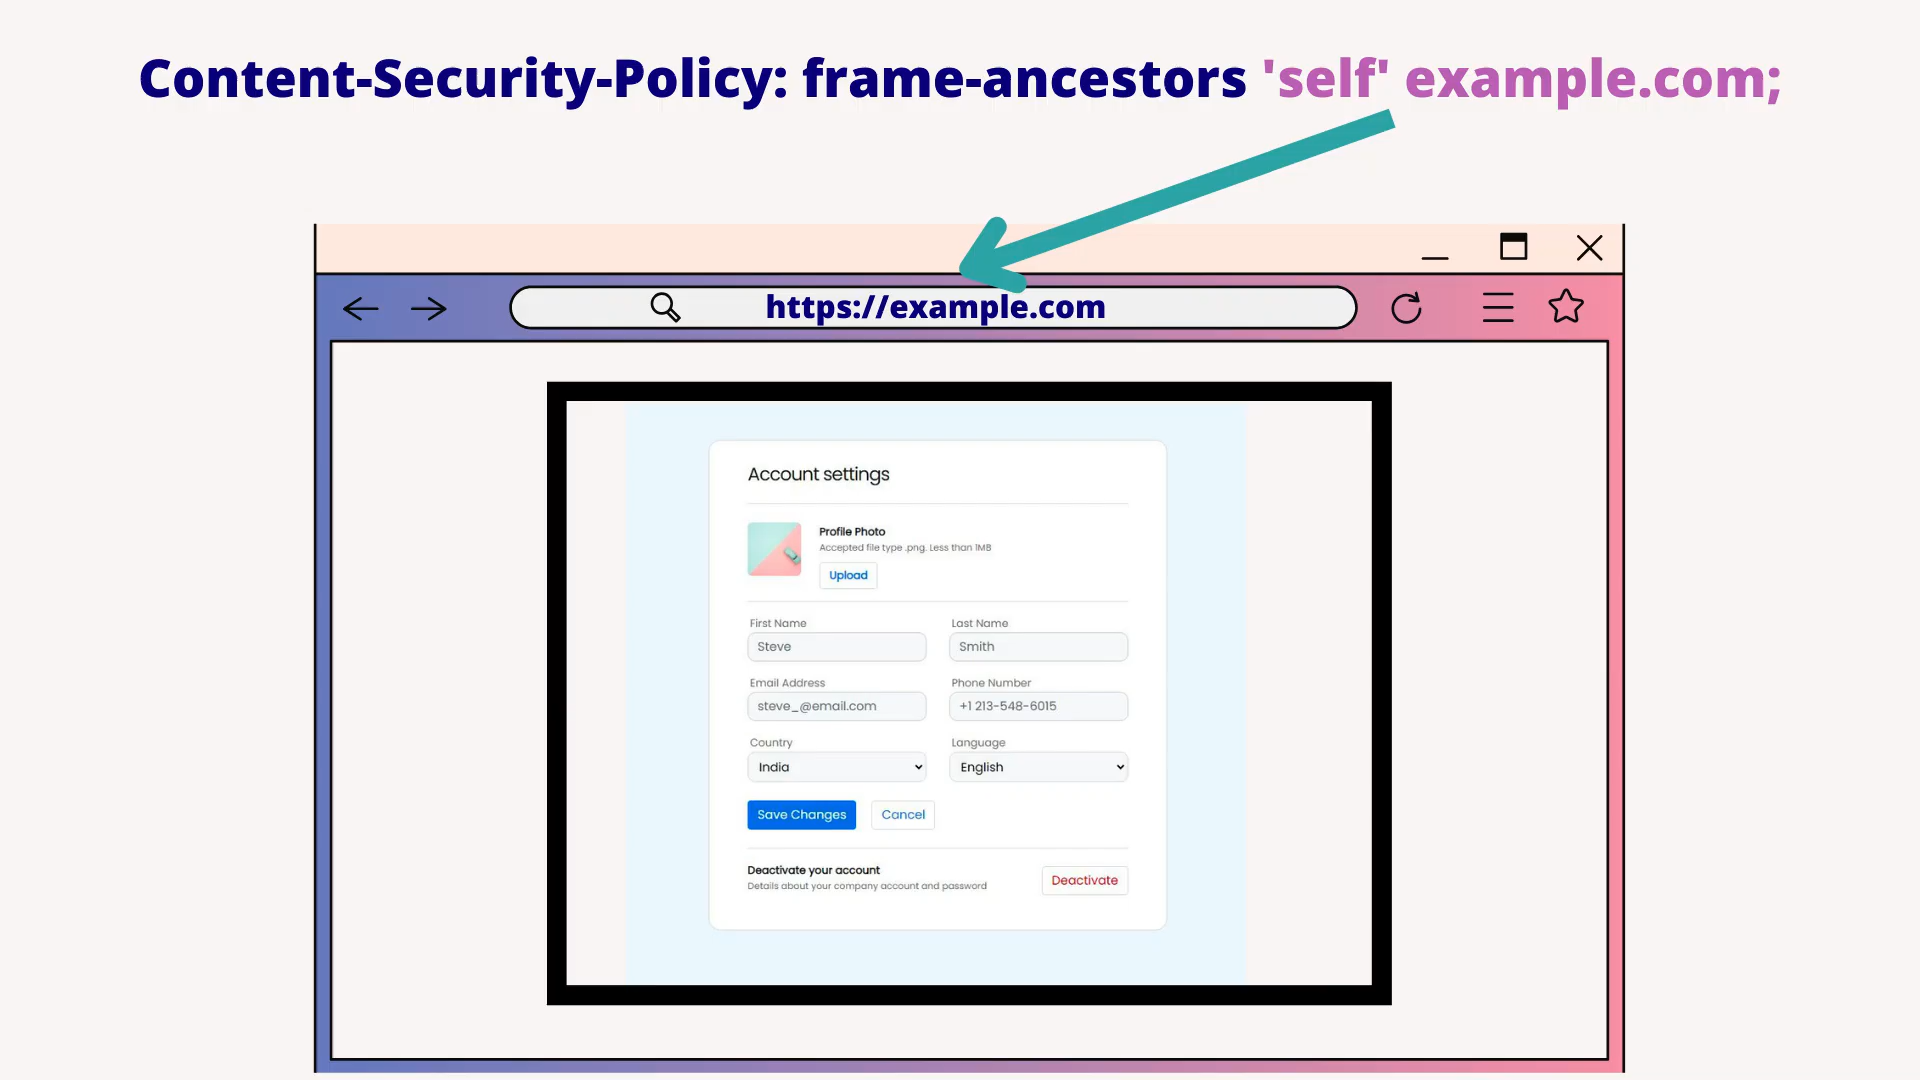 Content-Security-Policy: frame-ancestors 'self' example.com;
https://example.com
Account settings
Profile Photo
Accepted file type .png. Less than 1MB
Upload
First Name
Last Name
Steve
Smith
Email Address
Phone Number
steve_@email.com
+1 213-548-6015
Country
Language
India
English
Save Changes
Cancel
Deactivate your account
Details about your company account and password
Deactivate